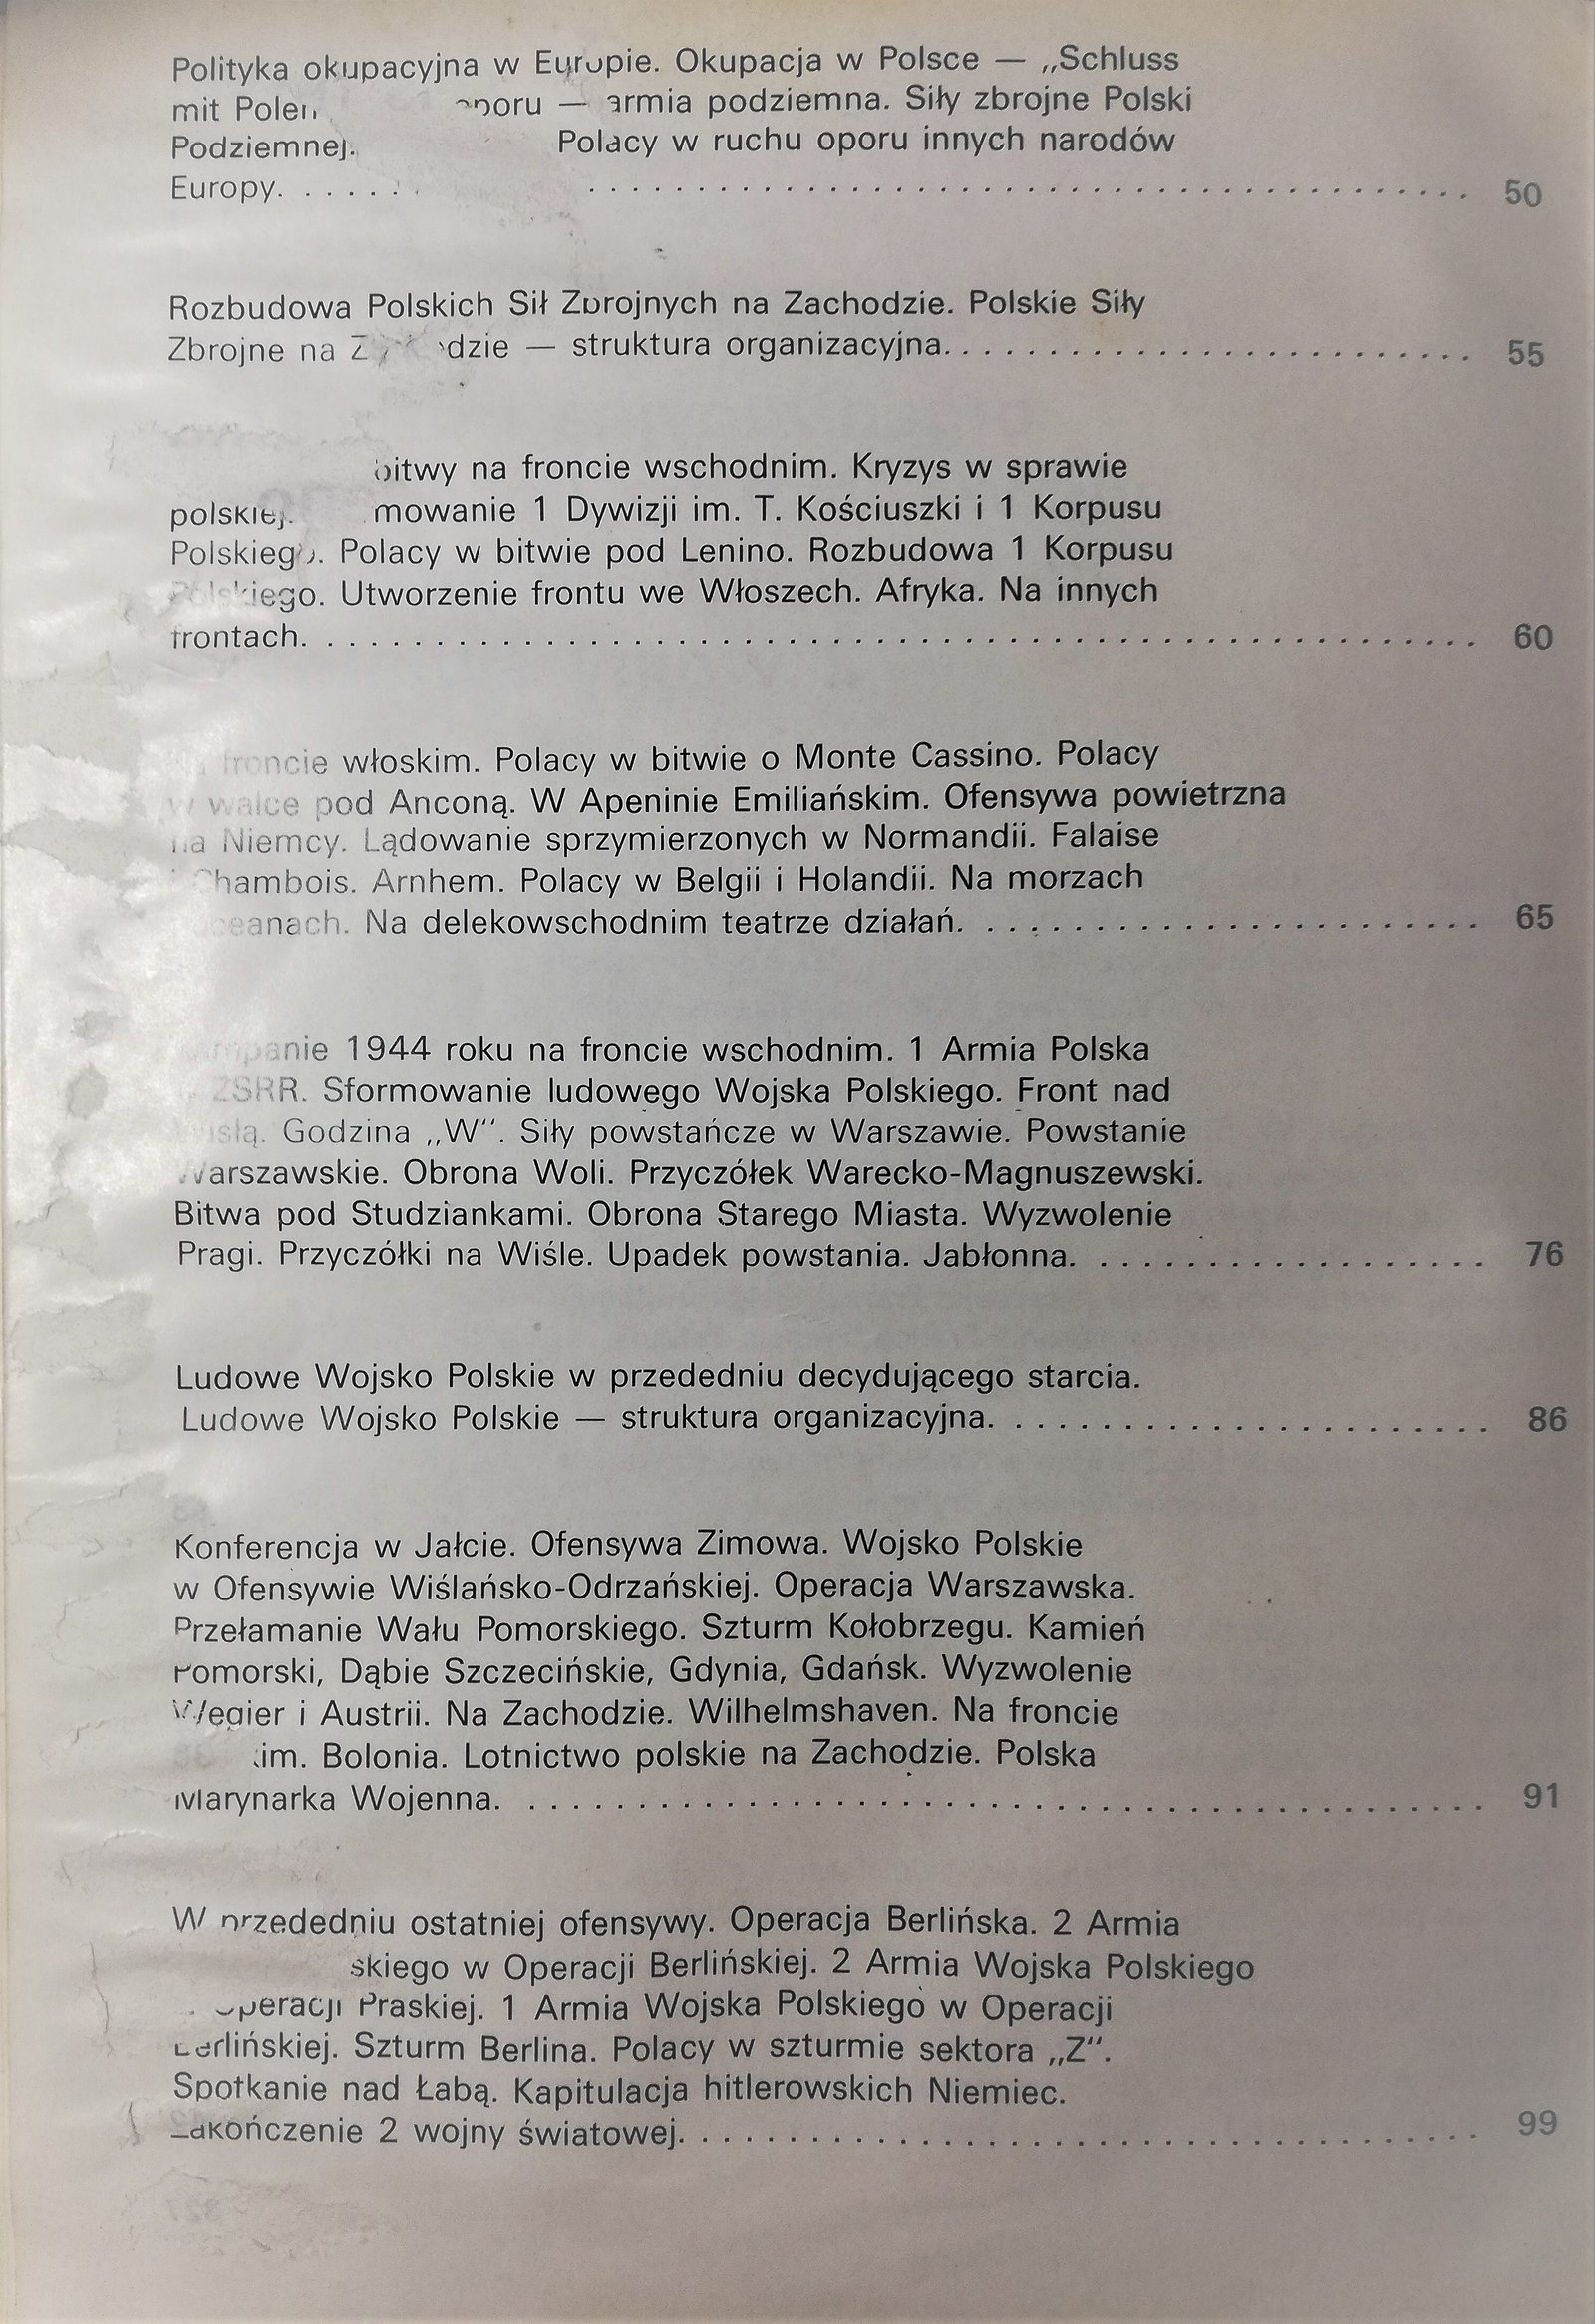 Polityka okupacyjna w Europie. Okupacja w Polsce — „Schluss
mit oporu — armia podziemna. Siły zbrojne Polski
Podziemnej. Polacy w ruchu oporu innych narodów
Europy. 50
Rozbudowa Polskich Sił Zbrojnych na Zachodzie. Polskie Siły
Zbrojne na — struktura organizacyjna. 55
bitwy na froncie wschodnim. Kryzys w sprawie
polskiej. 1 Dywizji im. T. Kościuszki i 1 Korpusu
Polskiego. Polacy w bitwie pod Lenino. Rozbudowa 1 Korpusu
Polskiego. Utworzenie frontu we Włoszech. Afryka. Na innych
frontach. 60
froncie włoskim. Polacy w bitwie o Monte Cassino. Polacy
w walce pod Anconą. W Apeninie Emiliańskim. Ofensywa powietrzna
na Niemcy. Lądowanie sprzymierzonych w Normandii. Falaise
i Chambois. Arnhem. Polacy w Belgii i Holandii. Na morzach
Na delekowschodnim teatrze działań. 65
1944 roku na froncie wschodnim. 1 Armia Polska
ZSRR. Sformowanie ludowego Wojska Polskiego. Front nad
Wisłą. Godzina „W”. Siły powstańcze w Warszawie. Powstanie
Warszawskie. Obrona Woli. Przyczółek Warecko-Magnuszewski.
Bitwa pod Studziankami. Obrona Starego Miasta. Wyzwolenie
Pragi. Przyczółki na Wiśle. Upadek powstania. Jabłonna. 76
Ludowe Wojsko Polskie w przededniu decydującego starcia.
Ludowe Wojsko Polskie — struktura organizacyjna. 86
Konferencja w Jałcie. Ofensywa Zimowa. Wojsko Polskie
w Ofensywie Wiślańsko-Odrzańskiej. Operacja Warszawska.
Przełamanie Wału Pomorskiego. Szturm Kołobrzegu. Kamień
Pomorski, Dąbie Szczecińskie, Gdynia, Gdańsk. Wyzwolenie
Węgier i Austrii. Na Zachodzie. Wilhelmshaven. Na froncie
Bolonia. Lotnictwo polskie na Zachodzie. Polska
Marynarka Wojenna. 91
W przededniu ostatniej ofensywy. Operacja Berlińska. 2 Armia
w Operacji Berlińskiej. 2 Armia Wojska Polskiego
Operacji Praskiej. 1 Armia Wojska Polskiego w Operacji
Berlińskiej. Szturm Berlina. Polacy w szturmie sektora „Z”.
Spotkanie nad Łabą. Kapitulacja hitlerowskich Niemiec.
Zakończenie 2 wojny światowej. 99